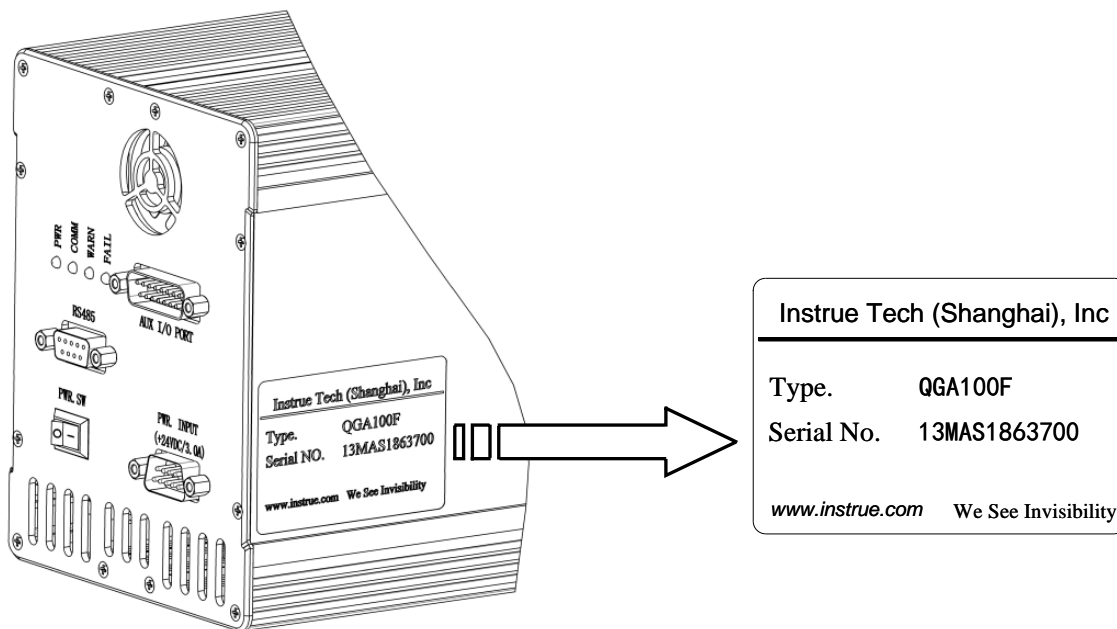 PWR
COMM
WARN
FAIL
AUX I/O PORT
RS485
PWR. SW
PWR. INPUT
(+24VDC/3.0A)
Instrue Tech (Shanghai), Inc
Type. QGA100F
Serial NO. 13MAS1863700
www.instrue.com We See Invisibility
Instrue Tech (Shanghai), Inc
Type. QGA100F
Serial No. 13MAS1863700
www.instrue.com We See Invisibility